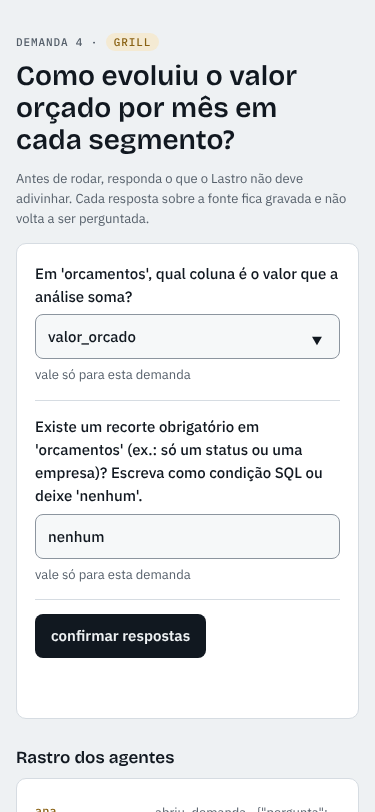 DEMANDA 4 · GRILL
Como evoluiu o valor
orçado por mês em
cada segmento?
Antes de rodar, responda o que o Lastro não deve
adivinhar. Cada resposta sobre a fonte fica gravada e não
volta a ser perguntada.
Em 'orcamentos', qual coluna é o valor que a
análise soma?
valor_orcado
vale só para esta demanda
Existe um recorte obrigatório em
'orcamentos' (ex.: só um status ou uma
empresa)? Escreva como condição SQL ou
deixe 'nenhum'.
nenhum
vale só para esta demanda
confirmar respostas
Rastro dos agentes